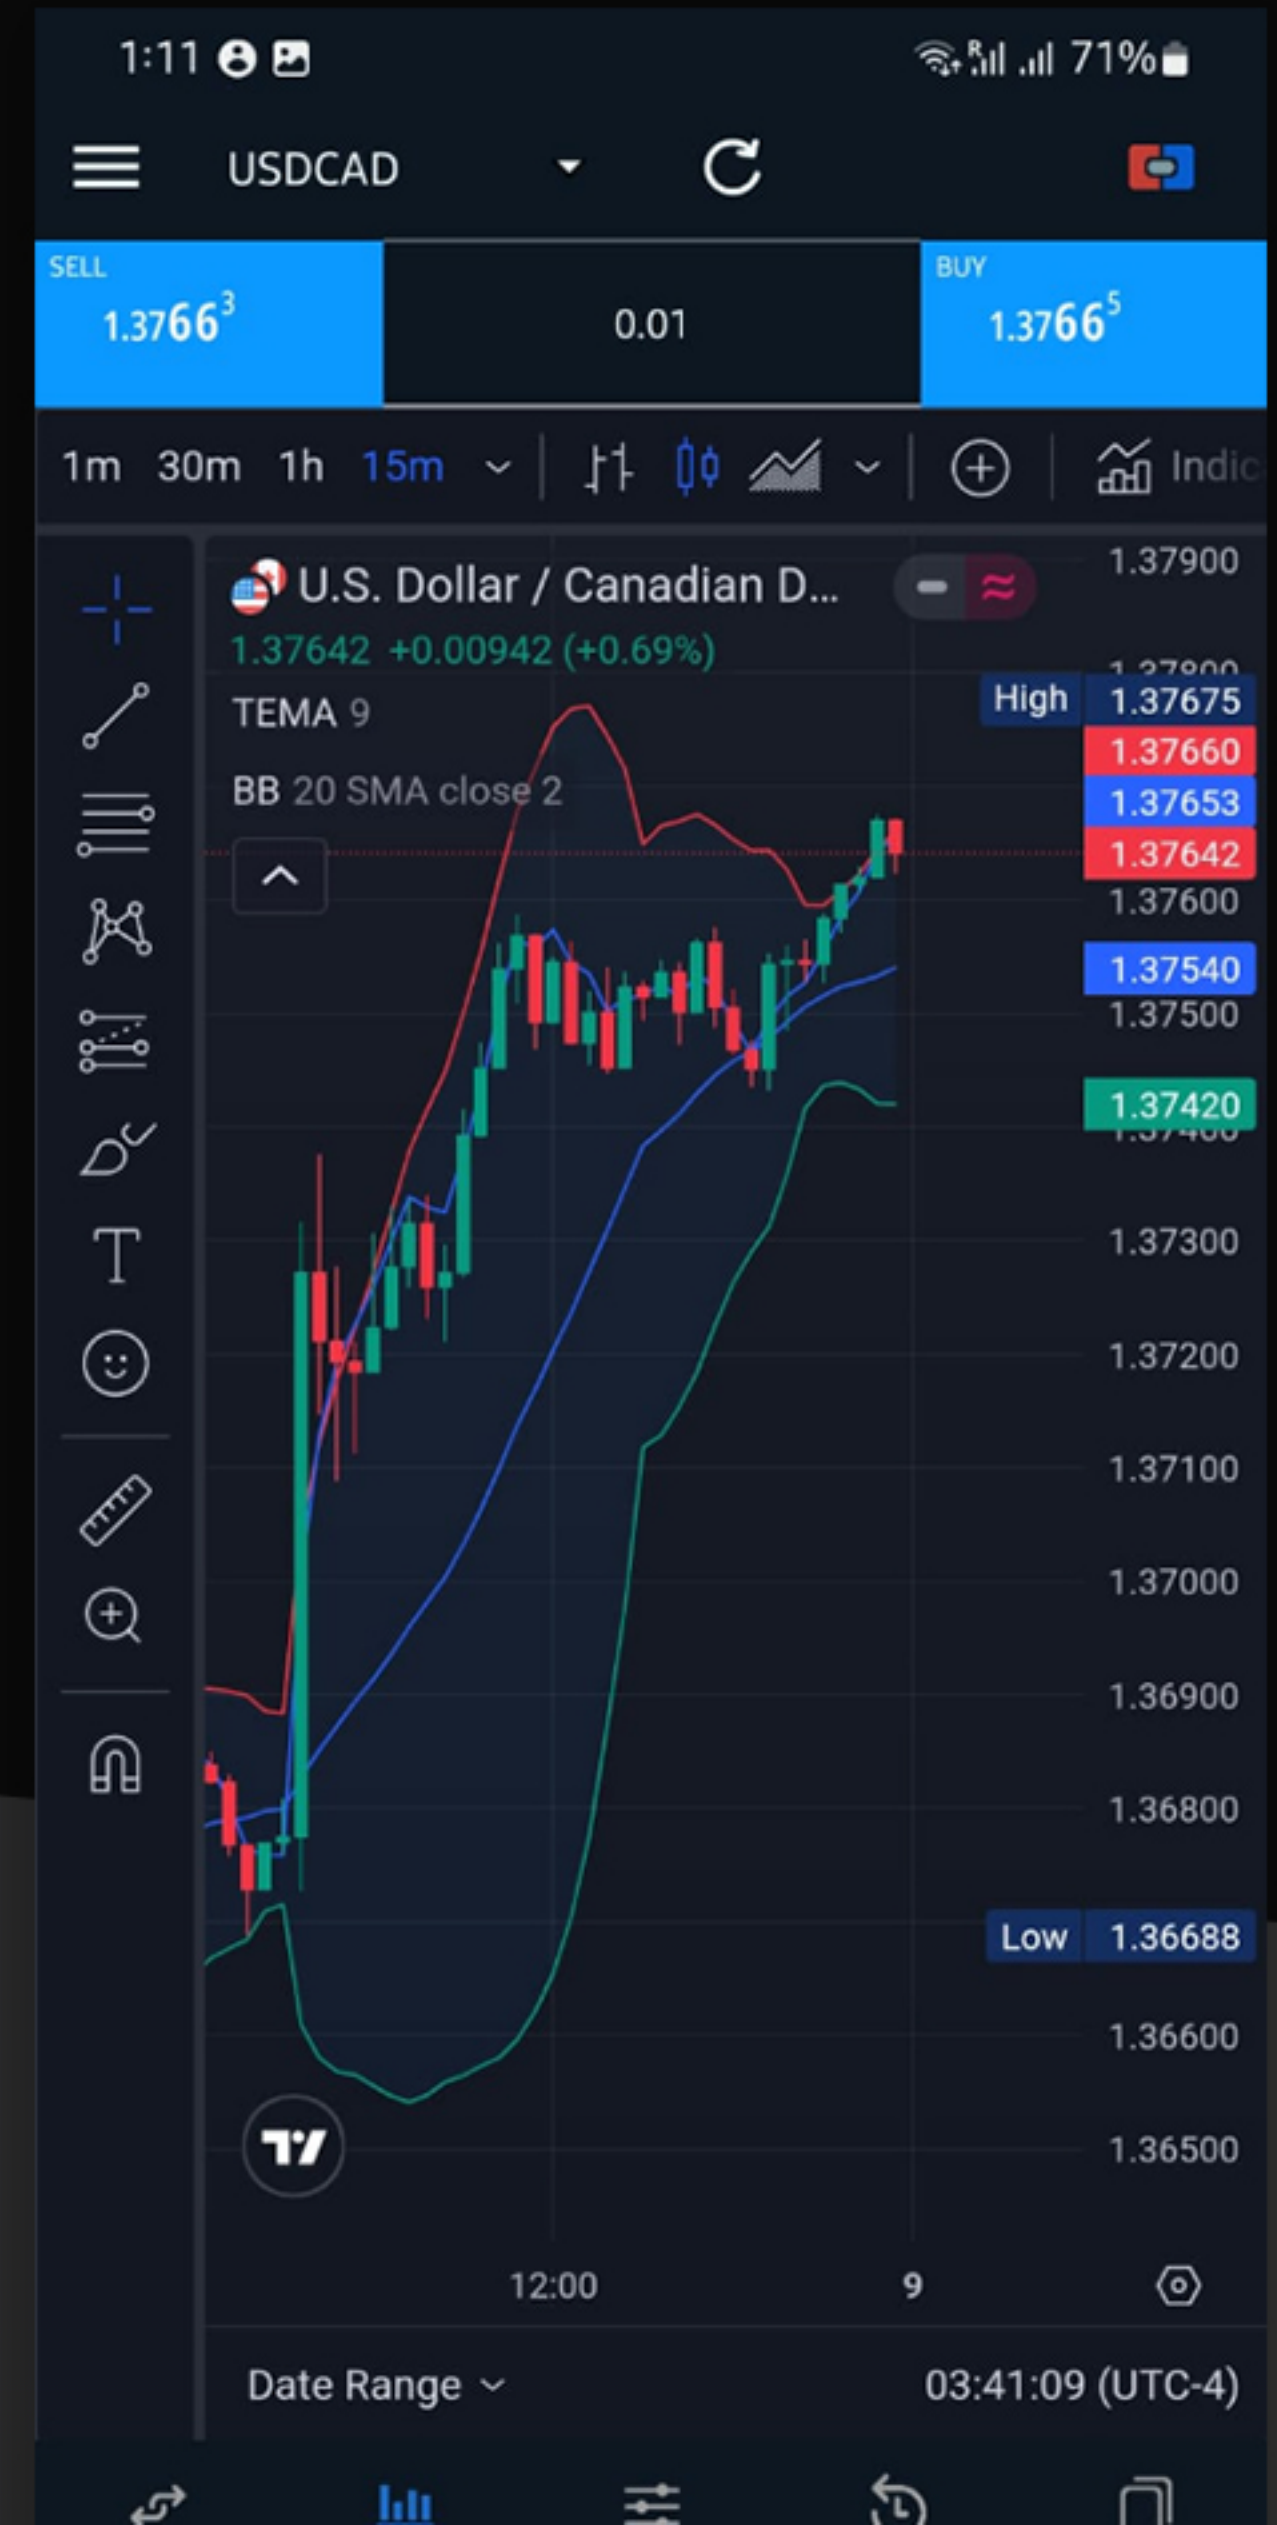 1:11 R 71%
USDCAD
SELL BUY
1.37663 0.01 1.37665
1m 30m 1h 15m Indic
U.S. Dollar / Canadian D... 1.37900
1.37642 +0.00942 (+0.69%)
1.37800
TEMA 9 High 1.37675
1.37660
BB 20 SMA close 2 1.37653
1.37642
1.37600
1.37540
1.37500
1.37420
1.37400
1.37300
1.37200
1.37100
1.37000
1.36900
1.36800
Low 1.36688
1.36600
1.36500
12:00 9
Date Range 03:41:09 (UTC-4)